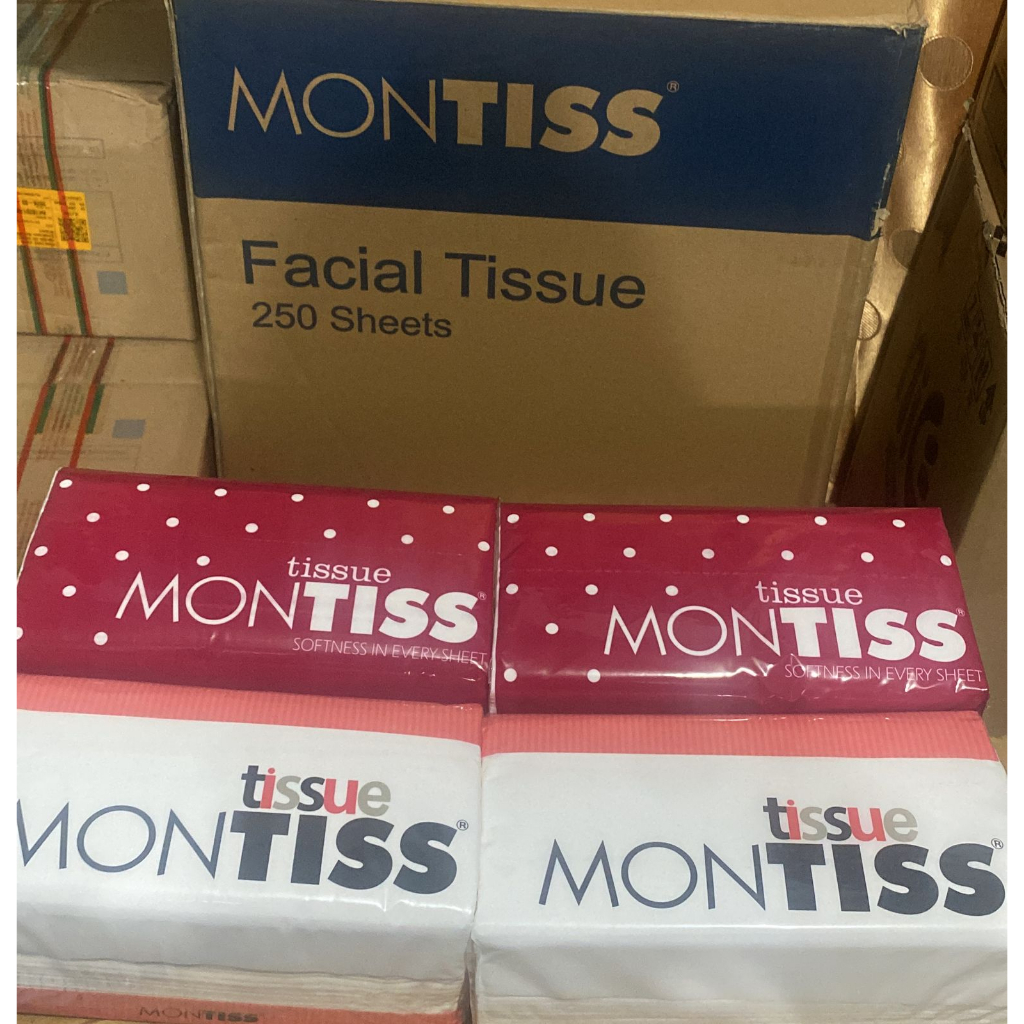 MONTISS®
Facial Tissue
250 Sheets
tissue
MONTISS®
SOFTNESS IN EVERY SHEET
tissue
MONTISS®
SOFTNESS IN EVERY SHEET
tissue
MONTISS®
tissue
MONTISS®
MONTISS